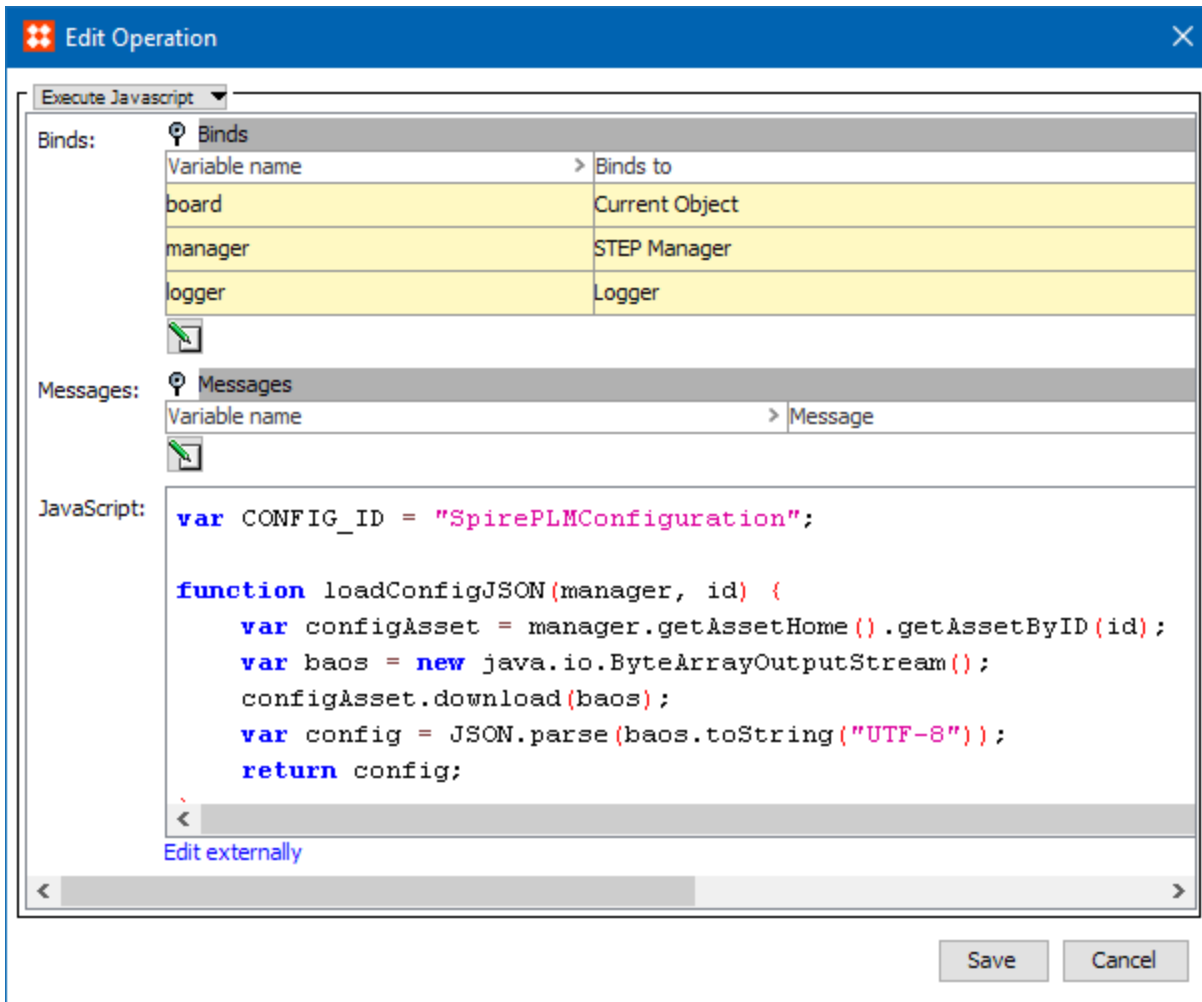 Edit Operation
Execute Javascript
Binds:
Binds
Variable name > Binds to
board Current Object
manager STEP Manager
logger Logger
Messages:
Messages
Variable name > Message
JavaScript:
var CONFIG_ID = "SpirePLMConfiguration";
function loadConfigJSON(manager, id) {
    var configAsset = manager.getAssetHome().getAssetByID(id);
    var baos = new java.io.ByteArrayOutputStream();
    configAsset.download(baos);
    var config = JSON.parse(baos.toString("UTF-8"));
    return config;
Edit externally
Save Cancel